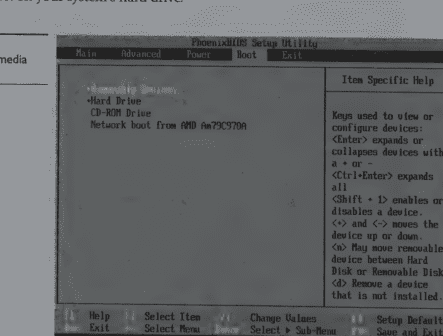 media
PhoenixBIOS Setup Utility
Main Advanced Power Boot Exit
Item Specific Help
+Hard Drive
CD-ROM Drive
Network boot from AMD Am79C970A
Keys used to view or
configure devices:
<Enter> expands or
collapses devices with
a + or -
<Ctrl+Enter> expands
all
<Shift + 1> enables or
disables a device.
<+> and <-> moves the
device up or down.
<n> May move removable
device between Hard
Disk or Removable Disk
<d> Remove a device
that is not installed.
Help Select Item Change Values Setup Default
Exit Select Menu Select ▶ Sub-Menu Save and Exit